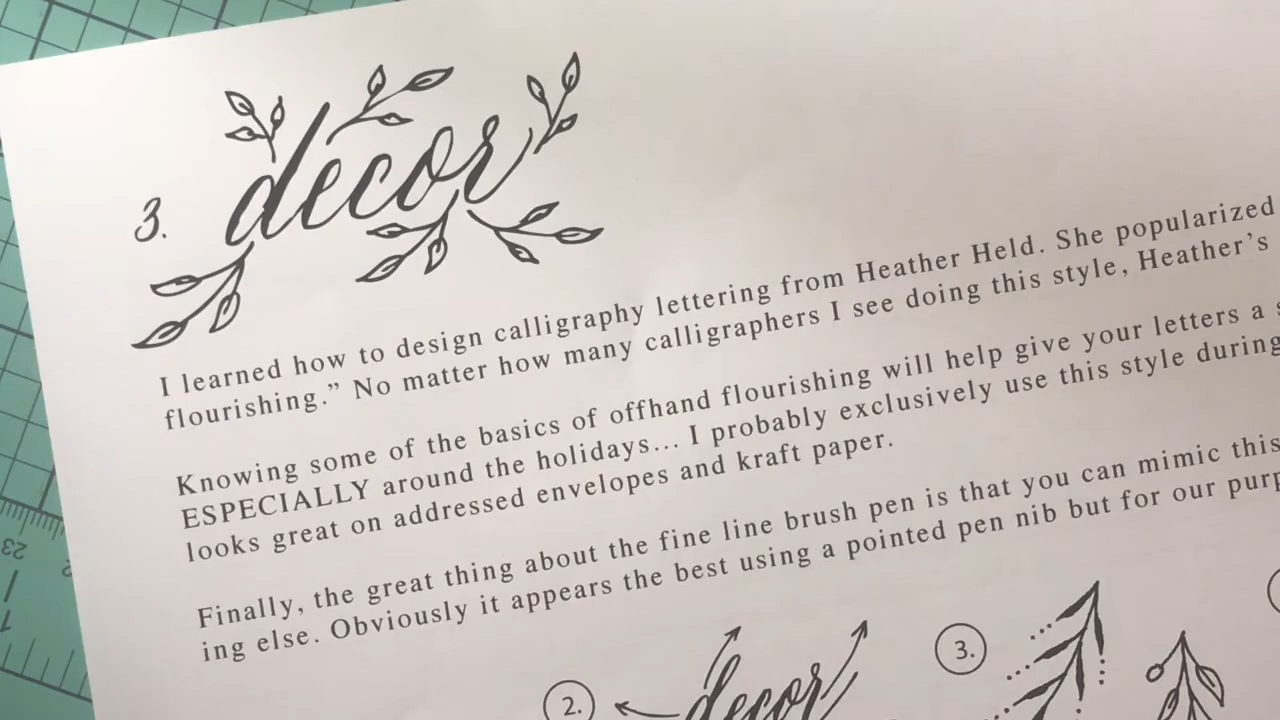 3. decor
I learned how to design calligraphy lettering from Heather Held. She popularized
flourishing.” No matter how many calligraphers I see doing this style, Heather’s
Knowing some of the basics of offhand flourishing will help give your letters a
ESPECIALLY around the holidays... I probably exclusively use this style during
looks great on addressed envelopes and kraft paper.
Finally, the great thing about the fine line brush pen is that you can mimic this
ing else. Obviously it appears the best using a pointed pen nib but for our
2. decor
3.
23